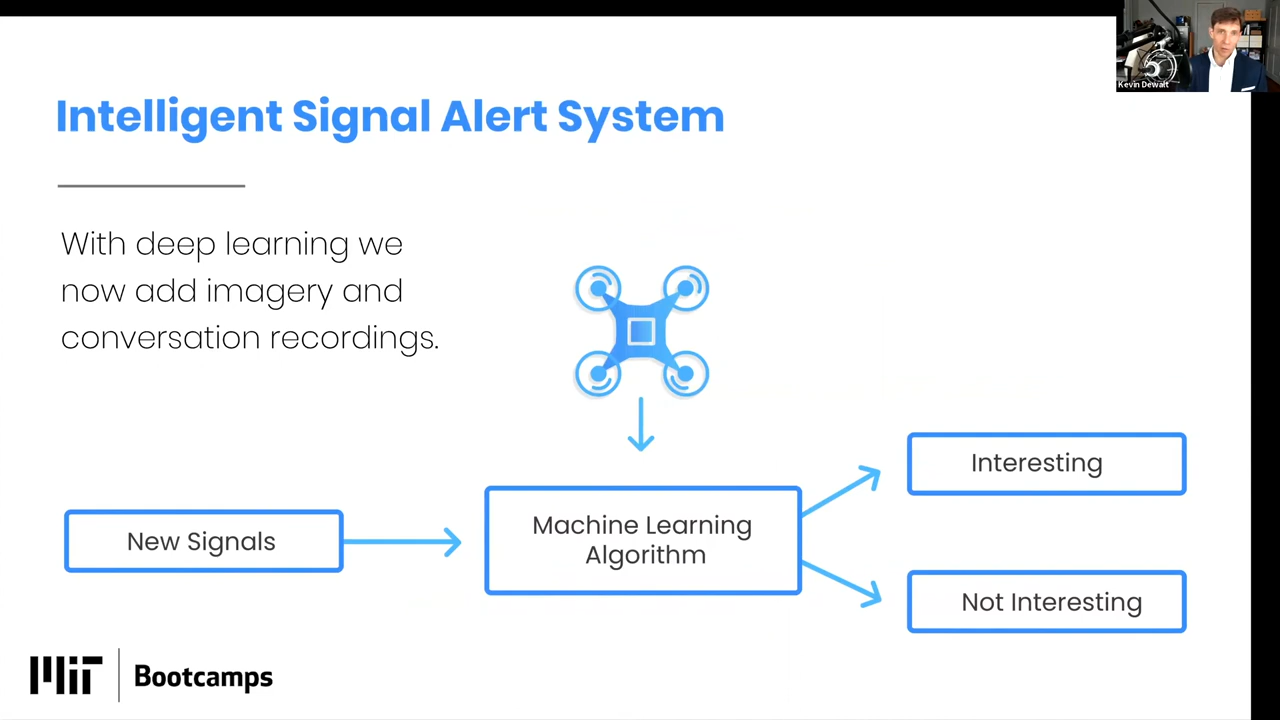 Kevin Dewalt
Intelligent Signal Alert System
With deep learning we
now add imagery and
conversation recordings.
Interesting
New Signals
Machine Learning
Algorithm
Not Interesting
MIT Bootcamps